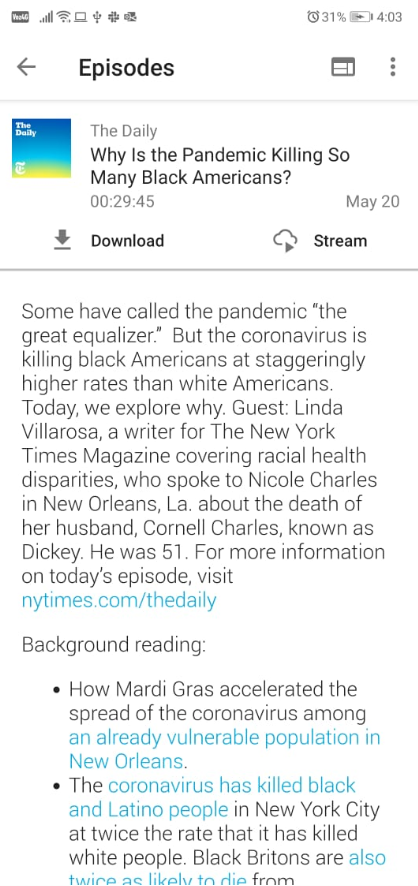 Vo 4G 31% 4:03
Episodes
The Daily
The Daily
Why Is the Pandemic Killing So
Many Black Americans?
00:29:45 May 20
Download Stream
Some have called the pandemic “the
great equalizer.”  But the coronavirus is
killing black Americans at staggeringly
higher rates than white Americans.
Today, we explore why. Guest: Linda
Villarosa, a writer for The New York
Times Magazine covering racial health
disparities, who spoke to Nicole Charles
in New Orleans, La. about the death of
her husband, Cornell Charles, known as
Dickey. He was 51. For more information
on today’s episode, visit
nytimes.com/thedaily
Background reading:
• How Mardi Gras accelerated the
spread of the coronavirus among
an already vulnerable population in
New Orleans.
• The coronavirus has killed black
and Latino people in New York City
at twice the rate that it has killed
white people. Black Britons are also
twice as likely to die from